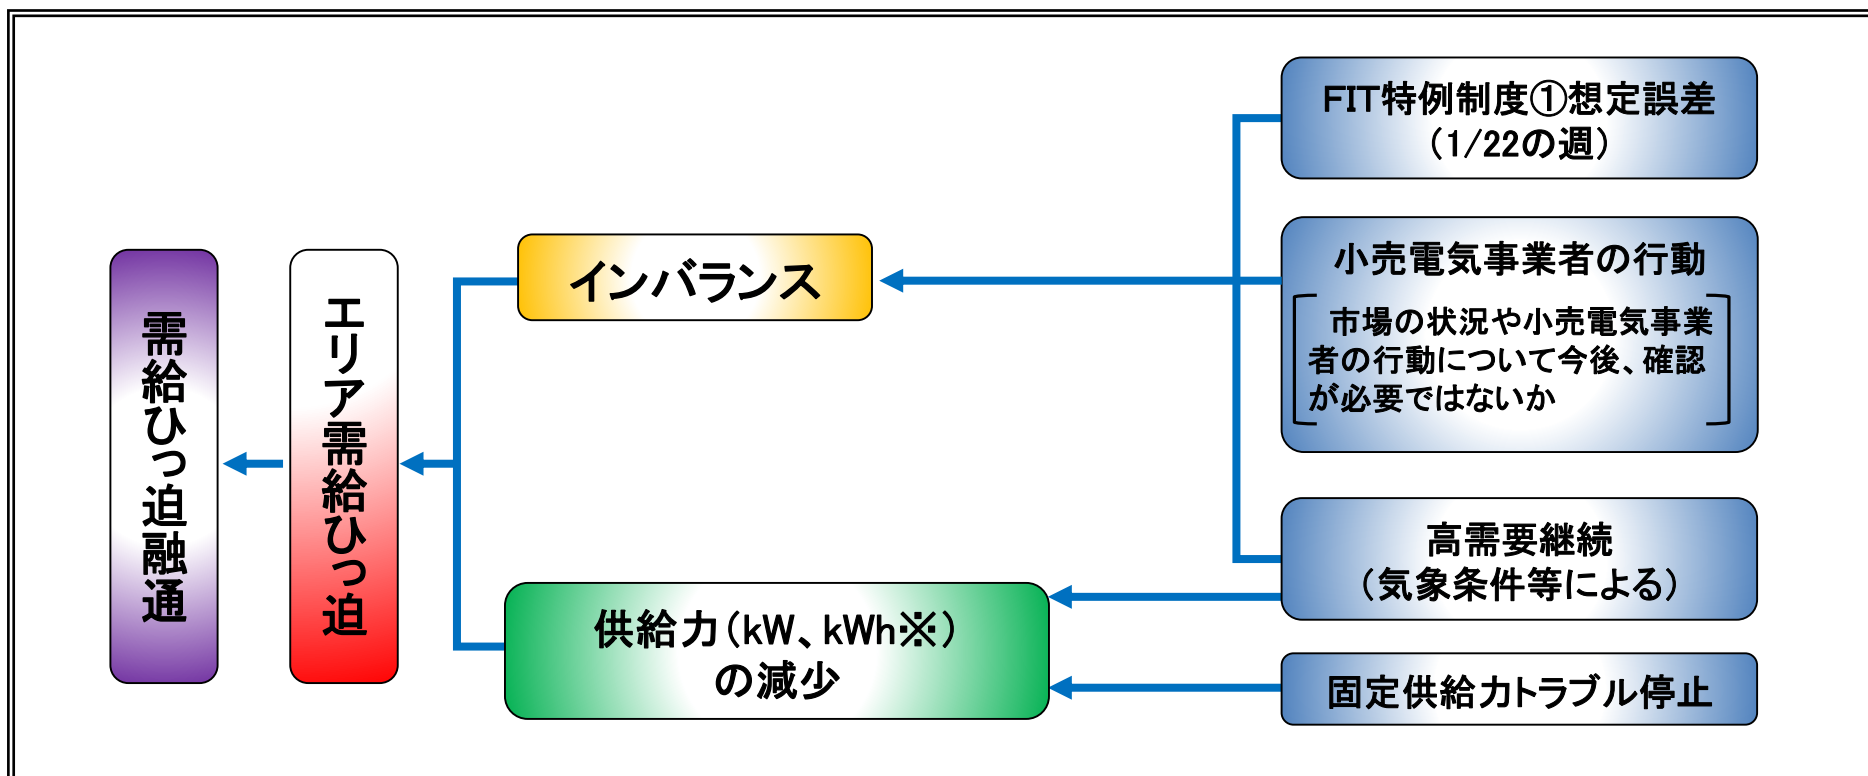 FIT特例制度①想定誤差
(1/22の週)
小売電気事業者の行動
市場の状況や小売電気事業
者の行動について今後、確認
が必要ではないか
インバランス
需給ひっ迫融通
エリア需給ひっ迫
高需要継続
(気象条件等による)
供給力(kW、kWh※)
の減少
固定供給力トラブル停止